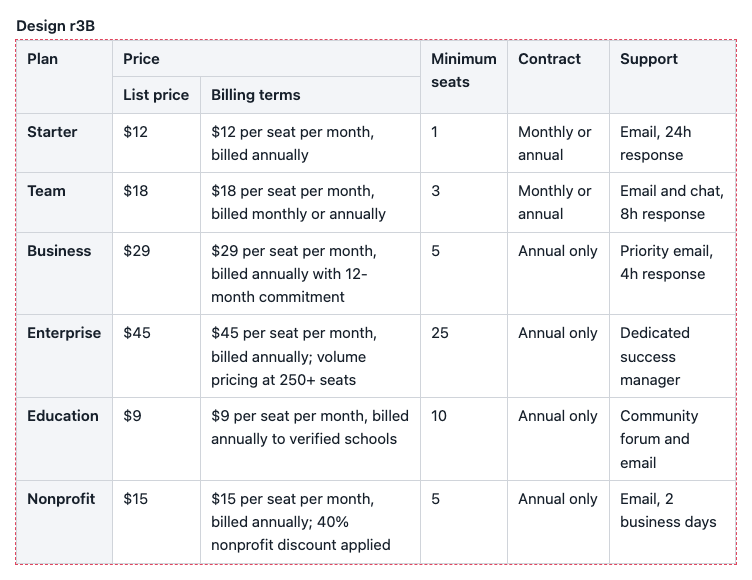 Design r3B
Plan
Price
Minimum
seats
Contract
Support
List price
Billing terms
Starter
$12
$12 per seat per month,
billed annually
1
Monthly or
annual
Email, 24h
response
Team
$18
$18 per seat per month,
billed monthly or annually
3
Monthly or
annual
Email and chat,
8h response
Business
$29
$29 per seat per month,
billed annually with 12-
month commitment
5
Annual only
Priority email,
4h response
Enterprise
$45
$45 per seat per month,
billed annually; volume
pricing at 250+ seats
25
Annual only
Dedicated
success
manager
Education
$9
$9 per seat per month, billed
annually to verified schools
10
Annual only
Community
forum and
email
Nonprofit
$15
$15 per seat per month,
billed annually; 40%
nonprofit discount applied
5
Annual only
Email, 2
business days